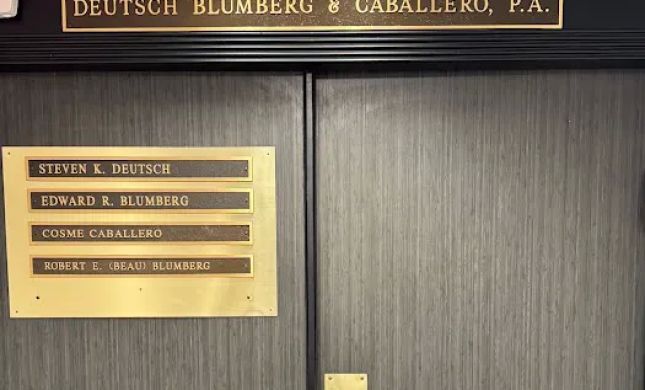 DEUTSCH BLUMBERG & CABALLERO, P.A.
STEVEN K. DEUTSCH
EDWARD R. BLUMBERG
COSME CABALLERO
ROBERT E. (BEAU) BLUMBERG